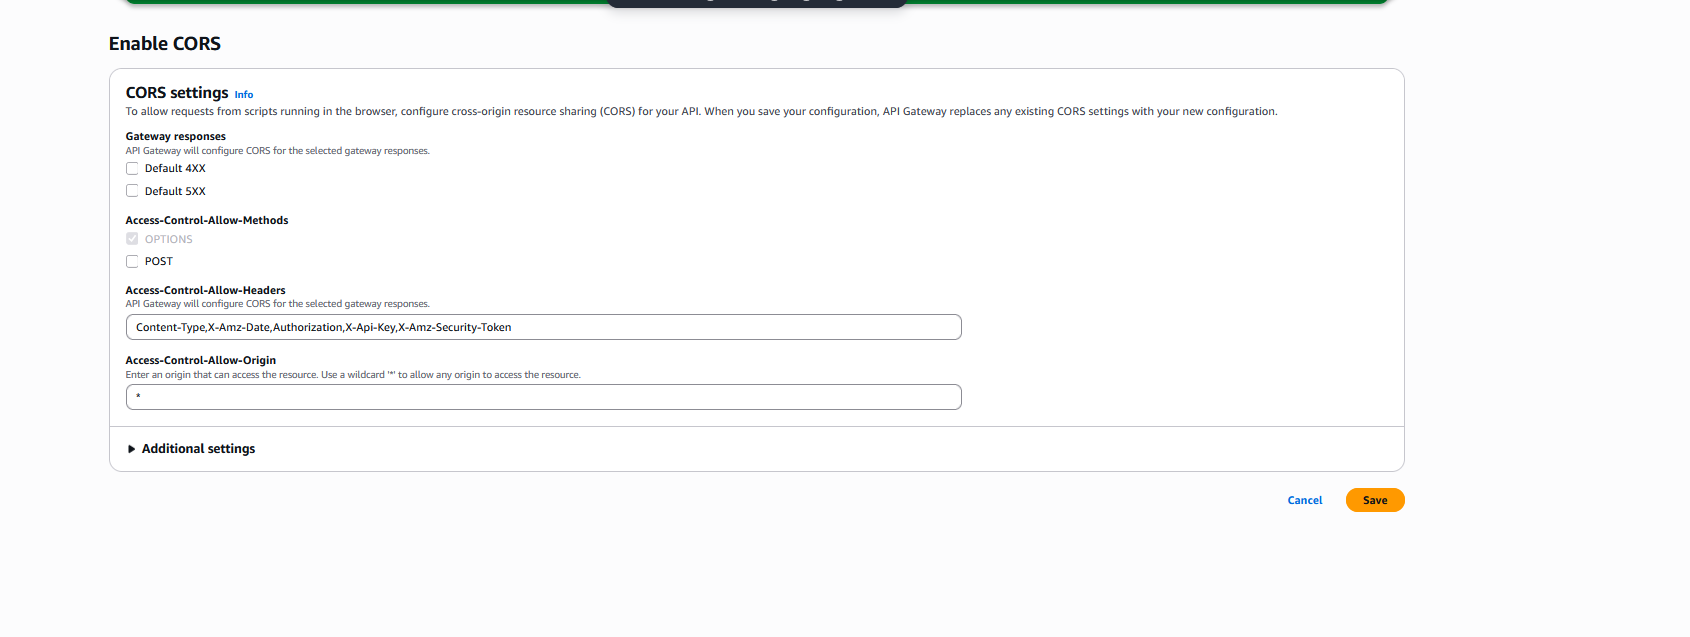 Enable CORS
CORS settings Info
To allow requests from scripts running in the browser, configure cross-origin resource sharing (CORS) for your API. When you save your configuration, API Gateway replaces any existing CORS settings with your new configuration.
Gateway responses
API Gateway will configure CORS for the selected gateway responses.
Default 4XX
Default 5XX
Access-Control-Allow-Methods
OPTIONS
POST
Access-Control-Allow-Headers
API Gateway will configure CORS for the selected gateway responses.
Content-Type,X-Amz-Date,Authorization,X-Api-Key,X-Amz-Security-Token
Access-Control-Allow-Origin
Enter an origin that can access the resource. Use a wildcard '*' to allow any origin to access the resource.
*
Additional settings
Cancel Save